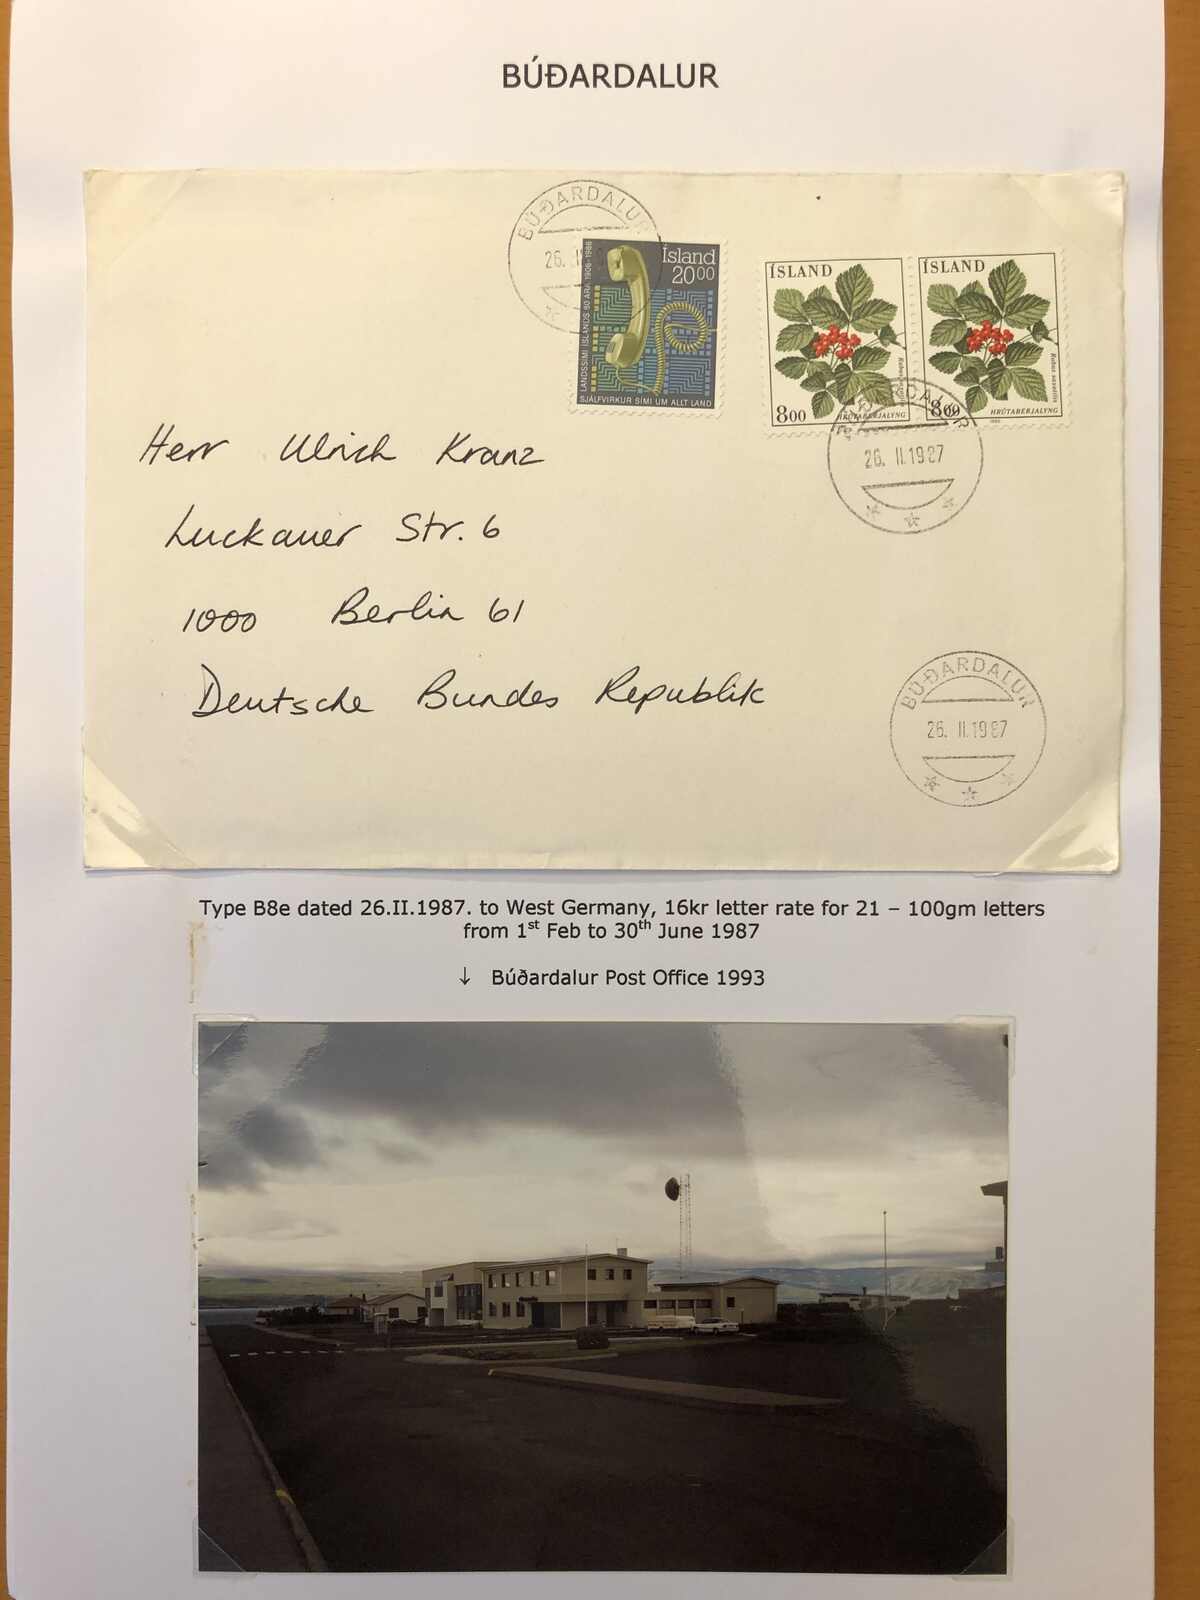 BÚÐARDALUR
BÚÐARDALUR
26. II
LANDSSÍMI ÍSLANDS 80 ÁRA 1906-1986
Ísland
20 00
SJÁLFVIRKUR SÍMI UM ALLT LAND
ÍSLAND
8 00
HRÚTABERJALYNG
ÍSLAND
Rubus saxatilis
8 00
HRÚTABERJALYNG
26. II.1987
Herr Ulrich Kranz
Luckauer Str. 6
1000 Berlin 61
Deutsche Bundes Republik
BÚÐARDALUR
26. II.1987
Type B8e dated 26.II.1987. to West Germany, 16kr letter rate for 21 – 100gm letters
from 1st Feb to 30th June 1987
↓ Búðardalur Post Office 1993